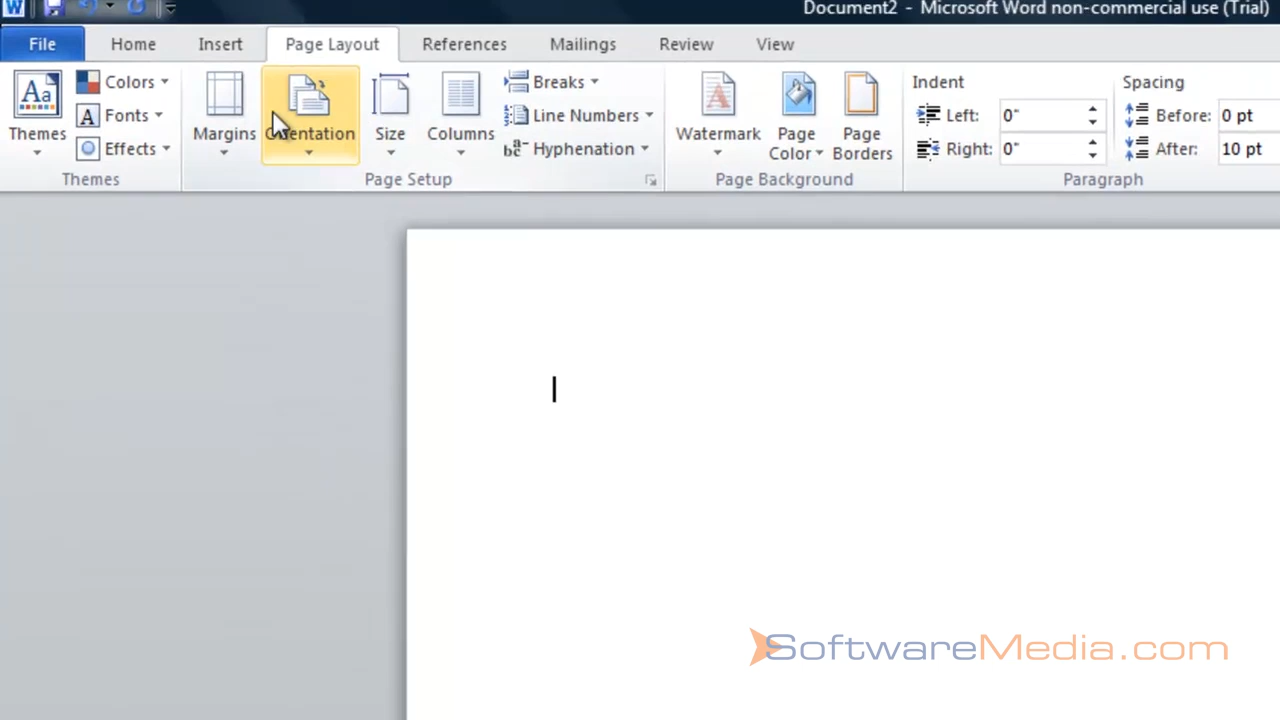 Document2 - Microsoft Word non-commercial use (Trial)
File Home Insert Page Layout References Mailings Review View
Themes
Colors
Fonts
Effects
Themes
Margins
Orientation
Size
Columns
Breaks
Line Numbers
Hyphenation
Page Setup
Watermark
Page Color
Page Borders
Page Background
Indent
Left: 0"
Right: 0"
Spacing
Before: 0 pt
After: 10 pt
Paragraph
SoftwareMedia.com